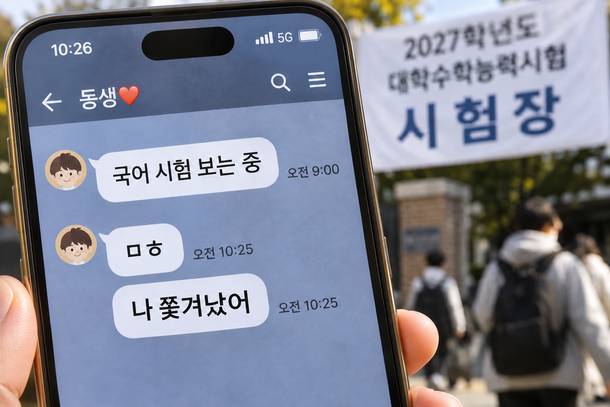 10:26
5G
동생❤️
국어 시험 보는 중
오전 9:00
ㅁㅎ
오전 10:25
나 쫓겨났어
오전 10:25
2027학년도
대학수학능력시험
시험장